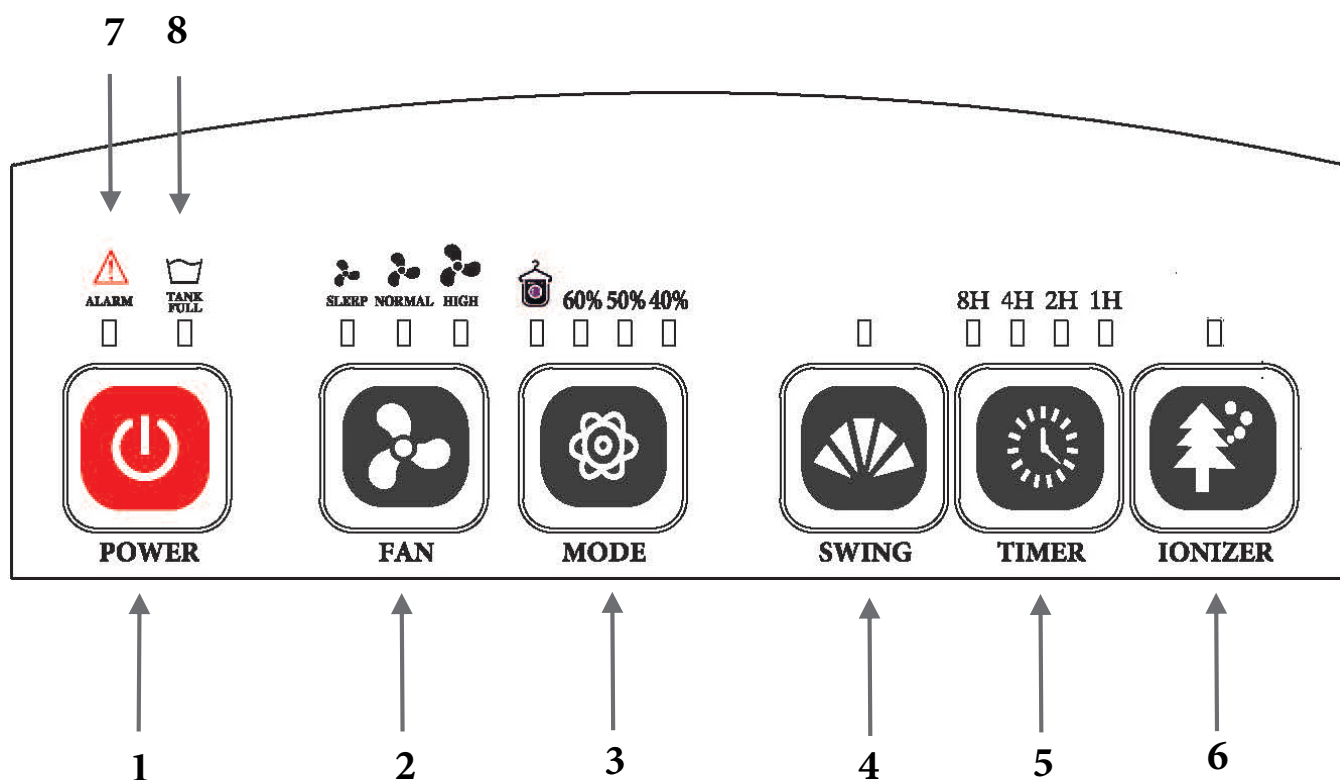 7 8
ALARM
TANK
FULL
SLEEP NORMAL HIGH
60% 50% 40%
8H 4H 2H 1H
POWER FAN MODE SWING TIMER IONIZER
1 2 3 4 5 6